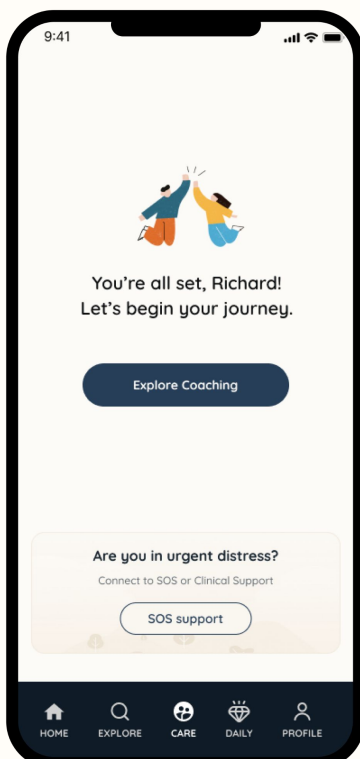 9:41
You're all set, Richard!
Let's begin your journey.
Explore Coaching
Are you in urgent distress?
Connect to SOS or Clinical Support
SOS support
HOME EXPLORE CARE DAILY PROFILE